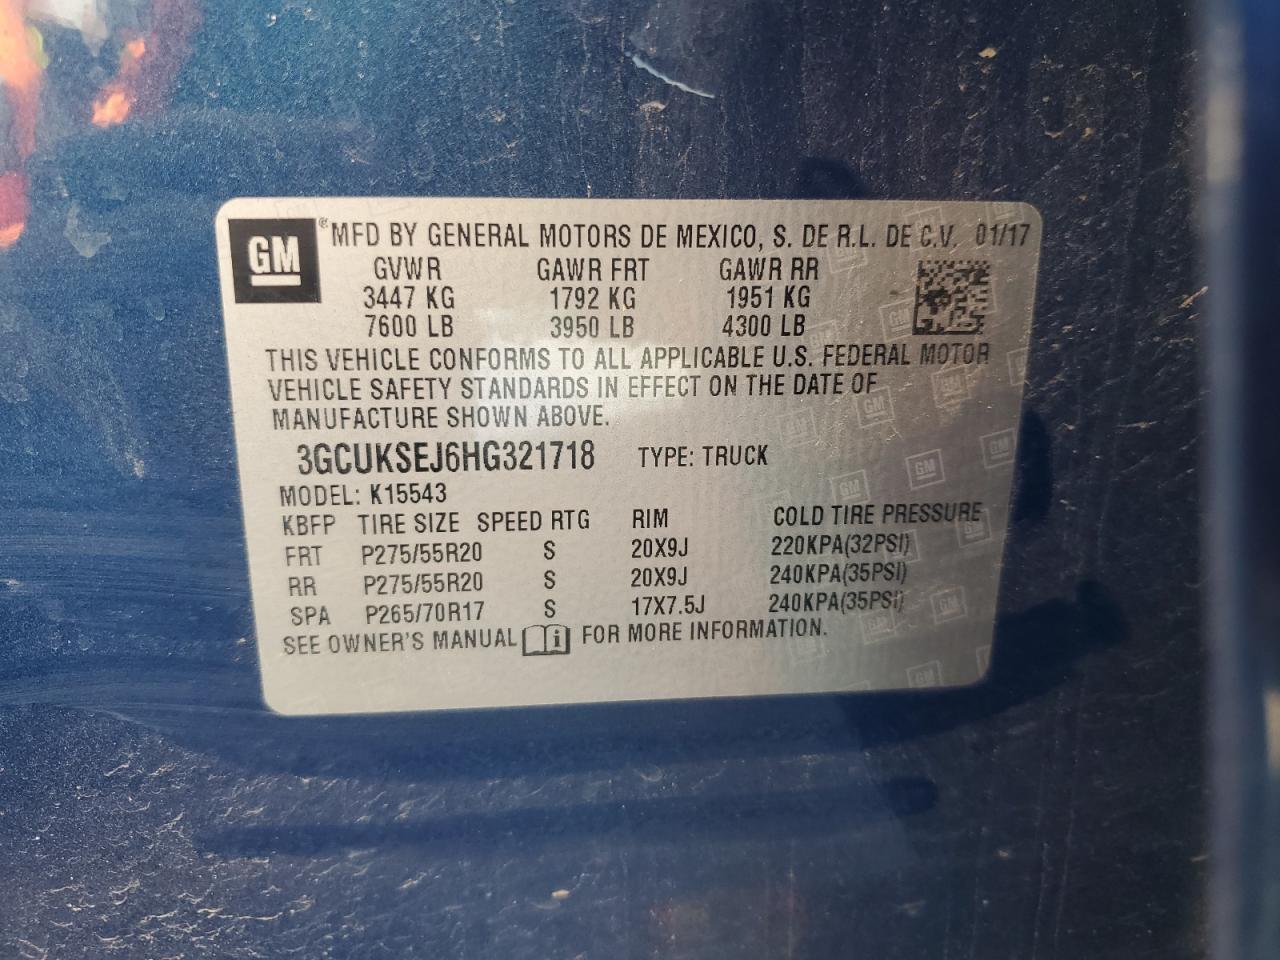 GM ® MFD BY GENERAL MOTORS DE MEXICO, S. DE R.L. DE C.V. 01/17
GVWR GAWR FRT GAWR RR
3447 KG 1792 KG 1951 KG
7600 LB 3950 LB 4300 LB
THIS VEHICLE CONFORMS TO ALL APPLICABLE U.S. FEDERAL MOTOR
VEHICLE SAFETY STANDARDS IN EFFECT ON THE DATE OF
MANUFACTURE SHOWN ABOVE.
3GCUKSEJ6HG321718 TYPE: TRUCK
MODEL: K15543
KBFP TIRE SIZE SPEED RTG RIM COLD TIRE PRESSURE
FRT P275/55R20 S 20X9J 220KPA(32PSI)
RR P275/55R20 S 20X9J 240KPA(35PSI)
SPA P265/70R17 S 17X7.5J 240KPA(35PSI)
SEE OWNER'S MANUAL i FOR MORE INFORMATION.